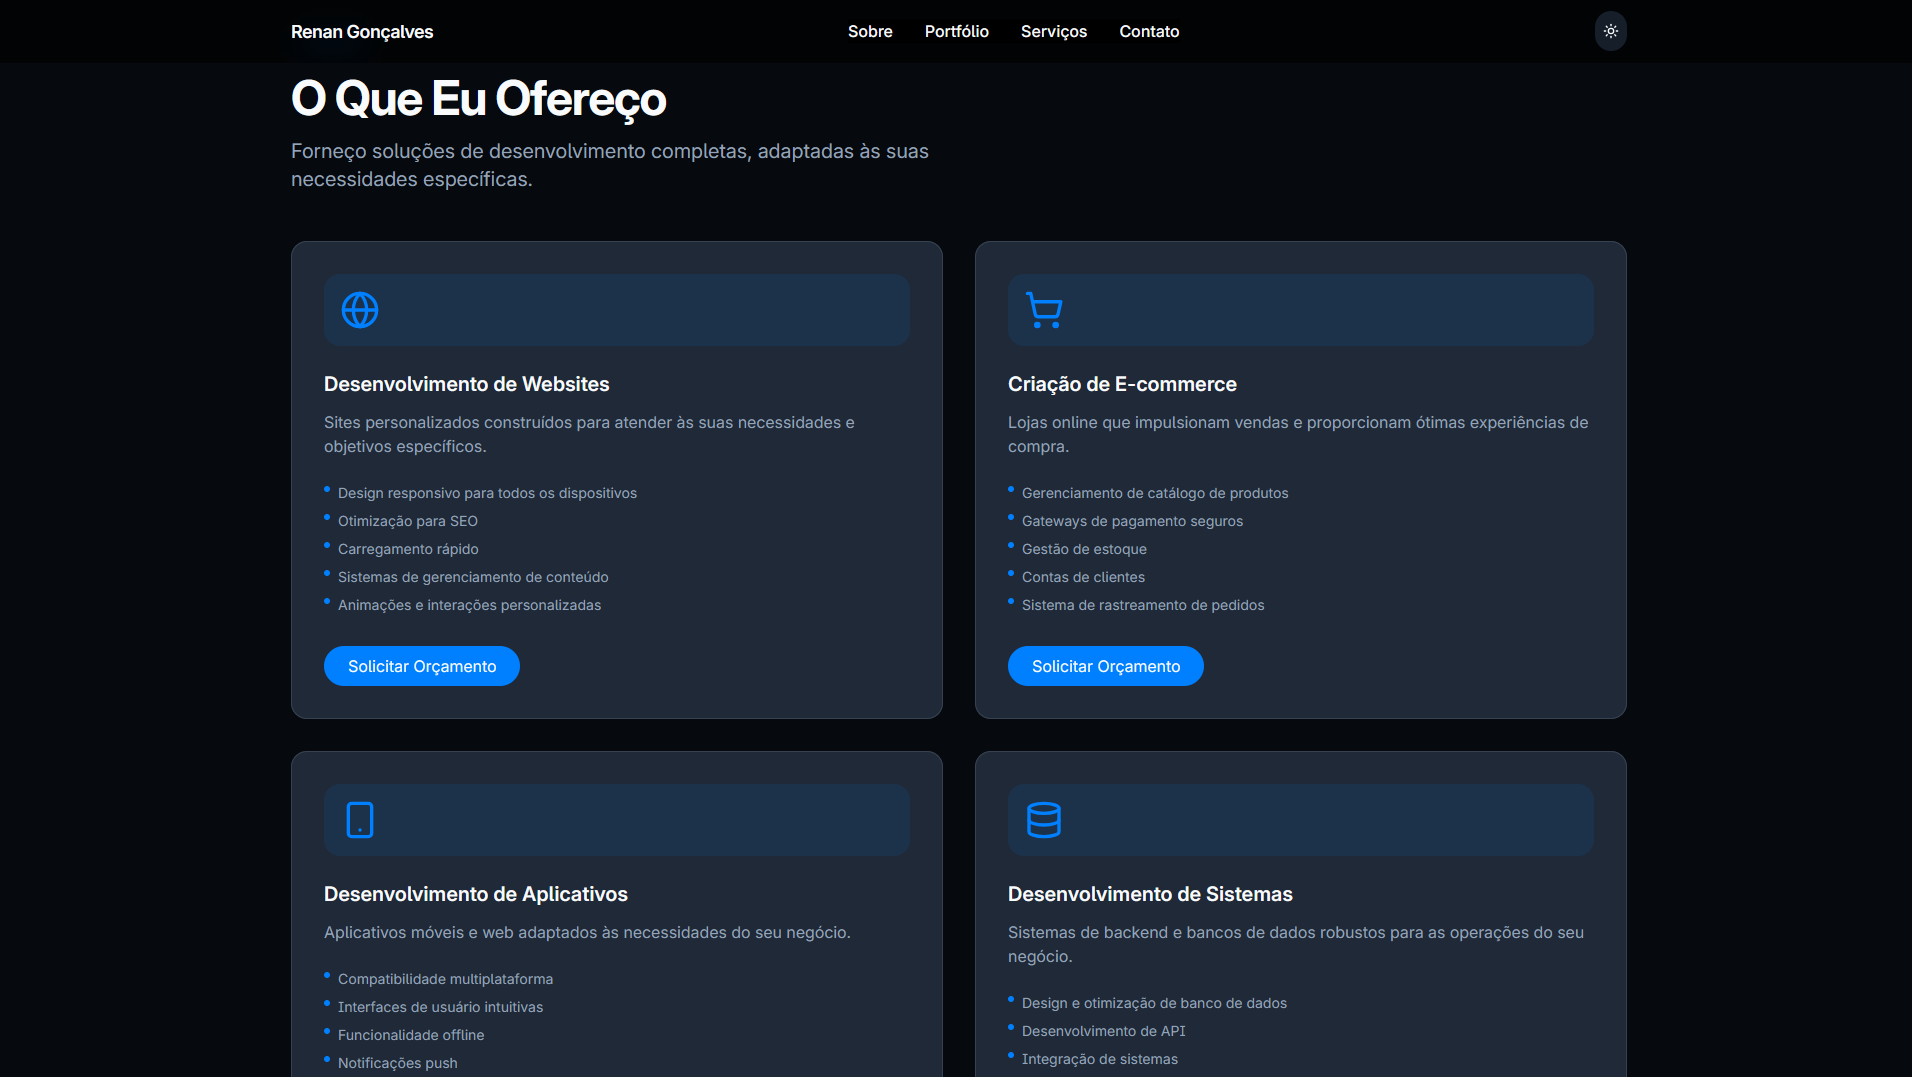 Renan Gonçalves
Sobre
Portfólio
Serviços
Contato
O Que Eu Ofereço
Forneço soluções de desenvolvimento completas, adaptadas às suas
necessidades específicas.
Desenvolvimento de Websites
Sites personalizados construídos para atender às suas necessidades e
objetivos específicos.
Design responsivo para todos os dispositivos
Otimização para SEO
Carregamento rápido
Sistemas de gerenciamento de conteúdo
Animações e interações personalizadas
Solicitar Orçamento
Criação de E-commerce
Lojas online que impulsionam vendas e proporcionam ótimas experiências de
compra.
Gerenciamento de catálogo de produtos
Gateways de pagamento seguros
Gestão de estoque
Contas de clientes
Sistema de rastreamento de pedidos
Solicitar Orçamento
Desenvolvimento de Aplicativos
Aplicativos móveis e web adaptados às necessidades do seu negócio.
Compatibilidade multiplataforma
Interfaces de usuário intuitivas
Funcionalidade offline
Notificações push
Desenvolvimento de Sistemas
Sistemas de backend e bancos de dados robustos para as operações do seu
negócio.
Design e otimização de banco de dados
Desenvolvimento de API
Integração de sistemas